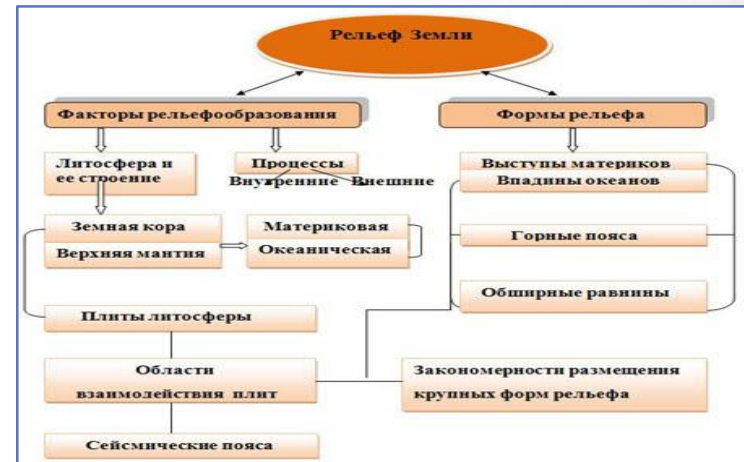 Рельеф Земли
Факторы рельефообразования
Формы рельефа
Литосфера и
ее строение
Процессы
Внутренние Внешние
Выступы материков
Впадины океанов
Земная кора
Верхняя мантия
Материковая
Океаническая
Горные пояса
Обширные равнины
Плиты литосферы
Области
взаимодействия плит
Закономерности размещения
крупных форм рельефа
Сейсмические пояса